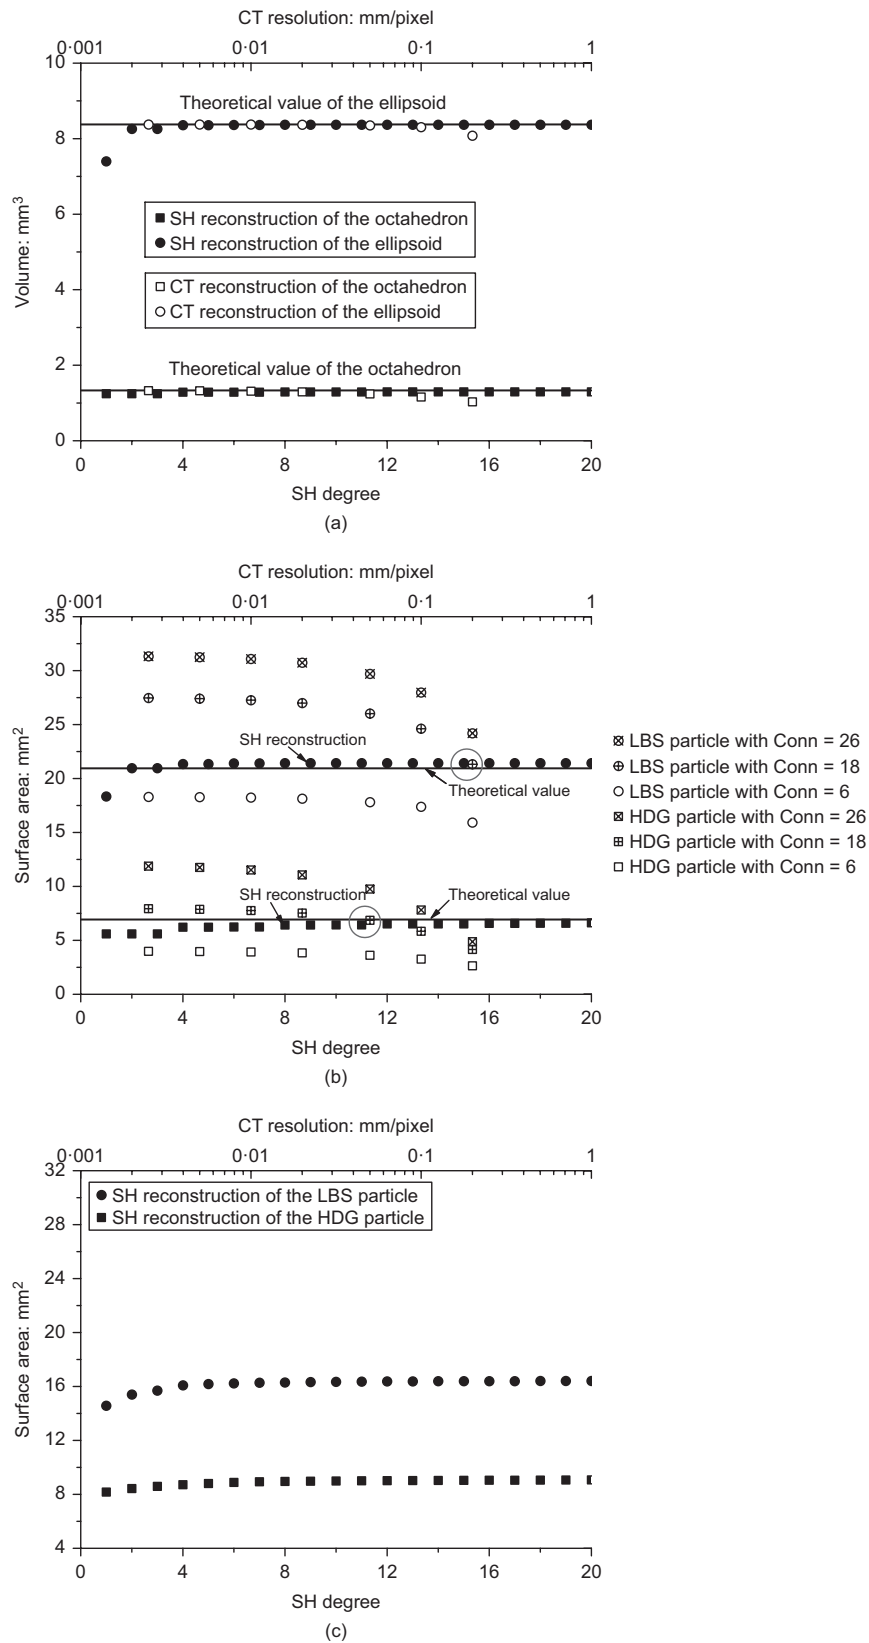 CT resolution: mm/pixel
0·001 0·01 0·1 1
10
8
6
4
2
0
Volume: mm3
Theoretical value of the ellipsoid
SH reconstruction of the octahedron
SH reconstruction of the ellipsoid
CT reconstruction of the octahedron
CT reconstruction of the ellipsoid
Theoretical value of the octahedron
0 4 8 12 16 20
SH degree
(a)
CT resolution: mm/pixel
0·001 0·01 0·1 1
35
30
25
20
15
10
5
0
Surface area: mm2
SH reconstruction
Theoretical value
SH reconstruction
Theoretical value
LBS particle with Conn = 26
LBS particle with Conn = 18
LBS particle with Conn = 6
HDG particle with Conn = 26
HDG particle with Conn = 18
HDG particle with Conn = 6
0 4 8 12 16 20
SH degree
(b)
CT resolution: mm/pixel
0·001 0·01 0·1 1
32
28
24
20
16
12
8
4
Surface area: mm2
SH reconstruction of the LBS particle
SH reconstruction of the HDG particle
0 4 8 12 16 20
SH degree
(c)